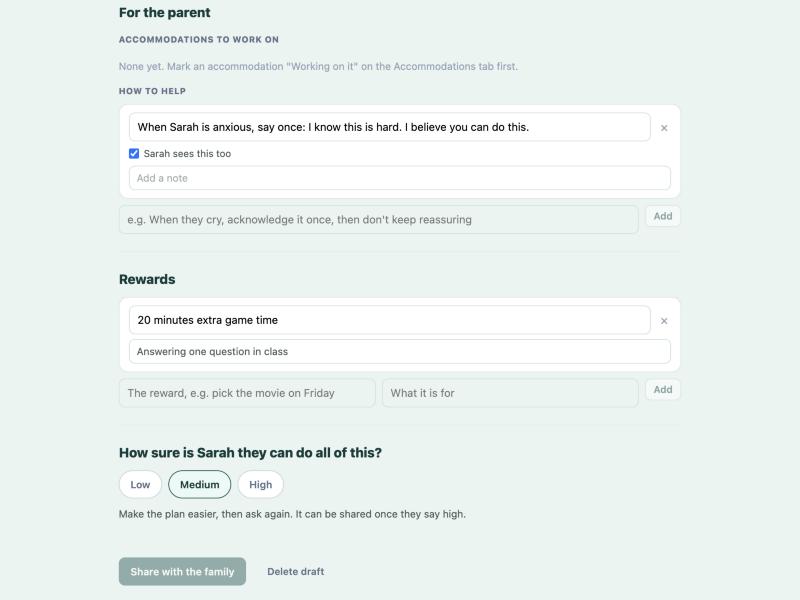 For the parent
ACCOMMODATIONS TO WORK ON
None yet. Mark an accommodation "Working on it" on the Accommodations tab first.
HOW TO HELP
When Sarah is anxious, say once: I know this is hard. I believe you can do this.
×
Sarah sees this too
Add a note
e.g. When they cry, acknowledge it once, then don't keep reassuring
Add
Rewards
20 minutes extra game time
×
Answering one question in class
The reward, e.g. pick the movie on Friday
What it is for
Add
How sure is Sarah they can do all of this?
Low
Medium
High
Make the plan easier, then ask again. It can be shared once they say high.
Share with the family
Delete draft